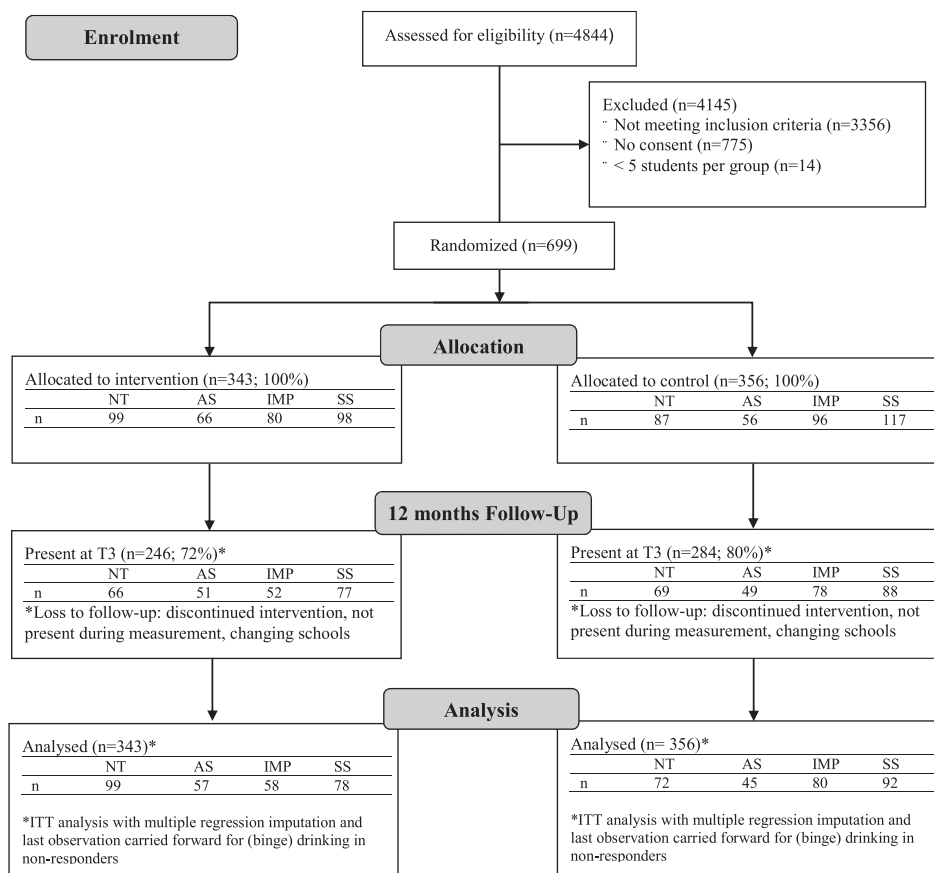 Enrolment
Assessed for eligibility (n=4844)
Excluded (n=4145)
¨ Not meeting inclusion criteria (n=3356)
¨ No consent (n=775)
¨ < 5 students per group (n=14)
Randomized (n=699)
Allocation
Allocated to intervention (n=343; 100%)
NT AS IMP SS
n 99 66 80 98
Allocated to control (n=356; 100%)
NT AS IMP SS
n 87 56 96 117
12 months Follow-Up
Present at T3 (n=246; 72%)*
NT AS IMP SS
n 66 51 52 77
*Loss to follow-up: discontinued intervention, not
present during measurement, changing schools
Present at T3 (n=284; 80%)*
NT AS IMP SS
n 69 49 78 88
*Loss to follow-up: discontinued intervention, not
present during measurement, changing schools
Analysis
Analysed (n=343)*
NT AS IMP SS
n 99 57 58 78
*ITT analysis with multiple regression imputation and
last observation carried forward for (binge) drinking in
non-responders
Analysed (n= 356)*
NT AS IMP SS
n 72 45 80 92
*ITT analysis with multiple regression imputation and
last observation carried forward for (binge) drinking in
non-responders